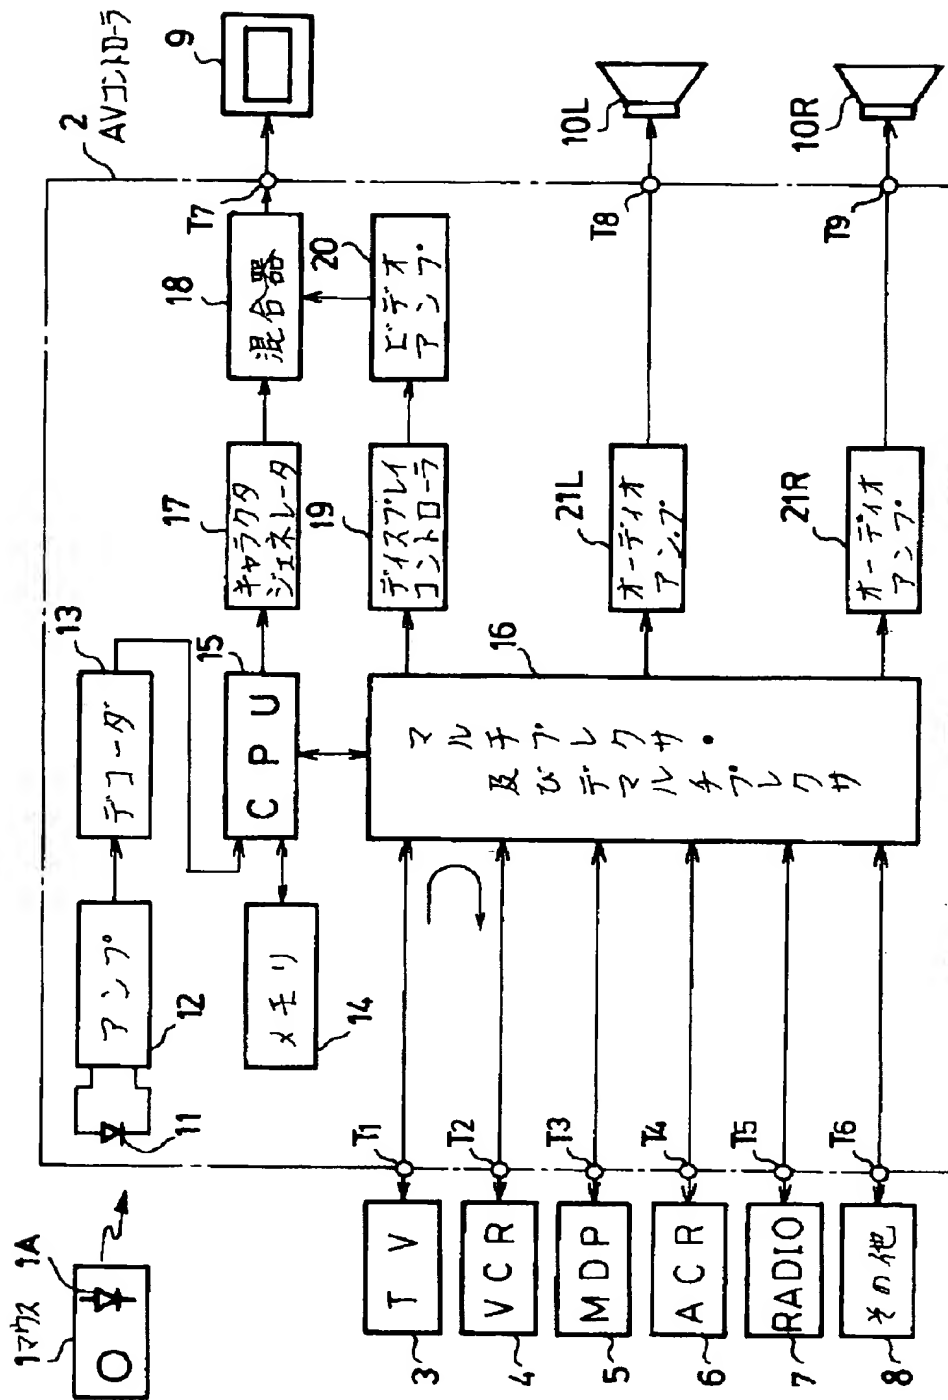 1マウス
1A
11
アンプ
12
デコーダ
13
2
AVコントローラ
メモリ
14
CPU
15
キャラクタ
ジェネレータ
17
混合器
18
T7
9
ディスプレイ
コントローラ
19
ビデオ
アンプ
20
マルチプレクサ・
及びデマルチプレクサ
16
オーディオ
アンプ
21L
T8
10L
オーディオ
アンプ
21R
T9
10R
TV
3
T1
VCR
4
T2
MDP
5
T3
ACR
6
T4
RADIO
7
T5
その他
8
T6